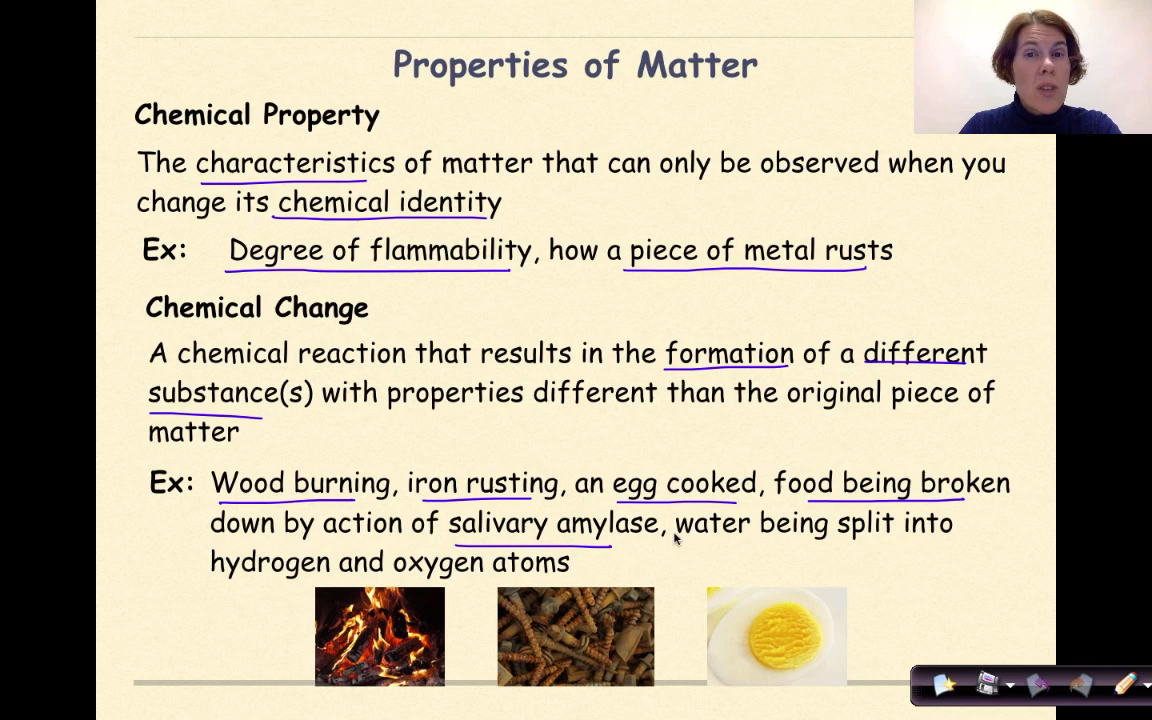 Properties of Matter
Chemical Property
The characteristics of matter that can only be observed when you
change its chemical identity
Ex: Degree of flammability, how a piece of metal rusts
Chemical Change
A chemical reaction that results in the formation of a different
substance(s) with properties different than the original piece of
matter
Ex: Wood burning, iron rusting, an egg cooked, food being broken
down by action of salivary amylase, water being split into
hydrogen and oxygen atoms